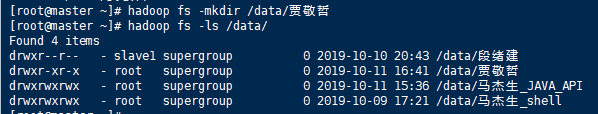 [root@master ~]# hadoop fs -mkdir /data/贾敬哲
[root@master ~]# hadoop fs -ls /data/
Found 4 items
drwxr--r--   - slave1 supergroup          0 2019-10-10 20:43 /data/段绪建
drwxr-xr-x   - root   supergroup          0 2019-10-11 16:41 /data/贾敬哲
drwxrwxrwx   - root   supergroup          0 2019-10-11 15:36 /data/马杰生_JAVA_API
drwxrwxrwx   - root   supergroup          0 2019-10-09 17:21 /data/马杰生_shell
[root@master ~]#